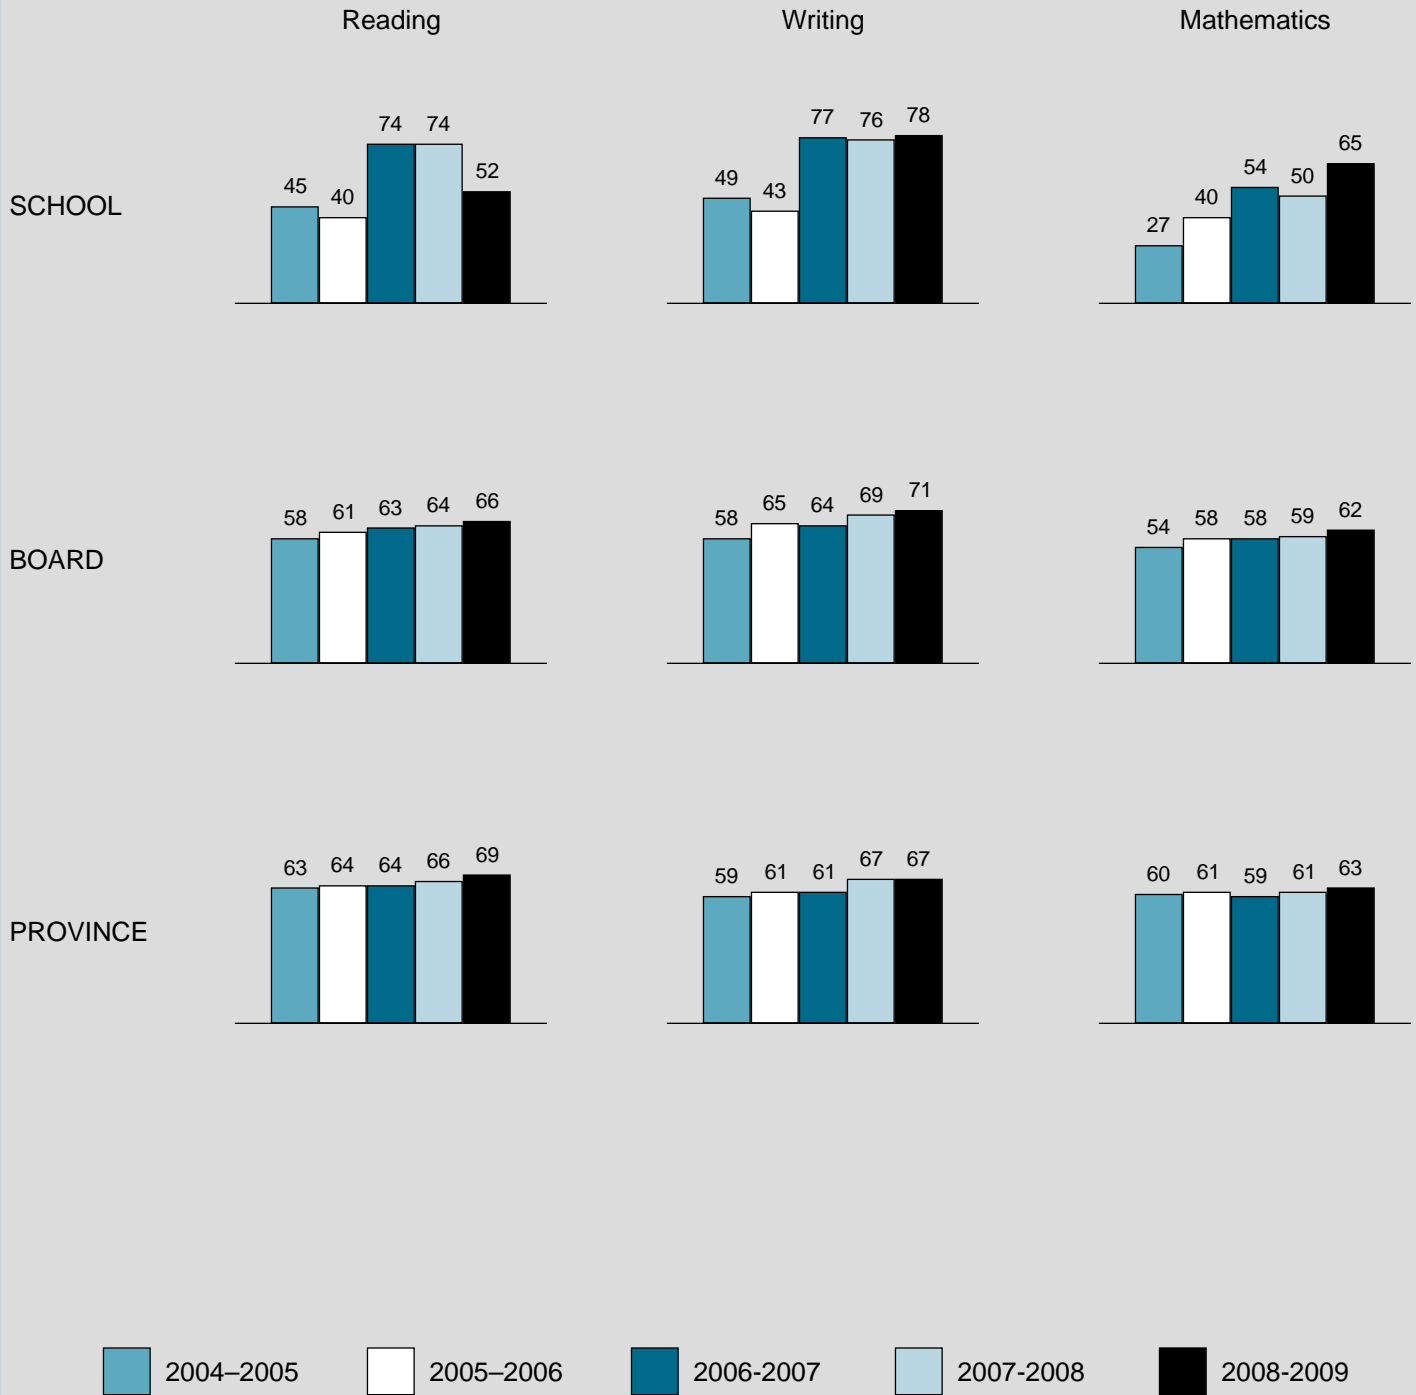 Reading Writing Mathematics
SCHOOL
45 40 74 74 52
49 43 77 76 78
27 40 54 50 65
BOARD
58 61 63 64 66
58 65 64 69 71
54 58 58 59 62
PROVINCE
63 64 64 66 69
59 61 61 67 67
60 61 59 61 63
2004–2005 2005–2006 2006-2007 2007-2008 2008-2009